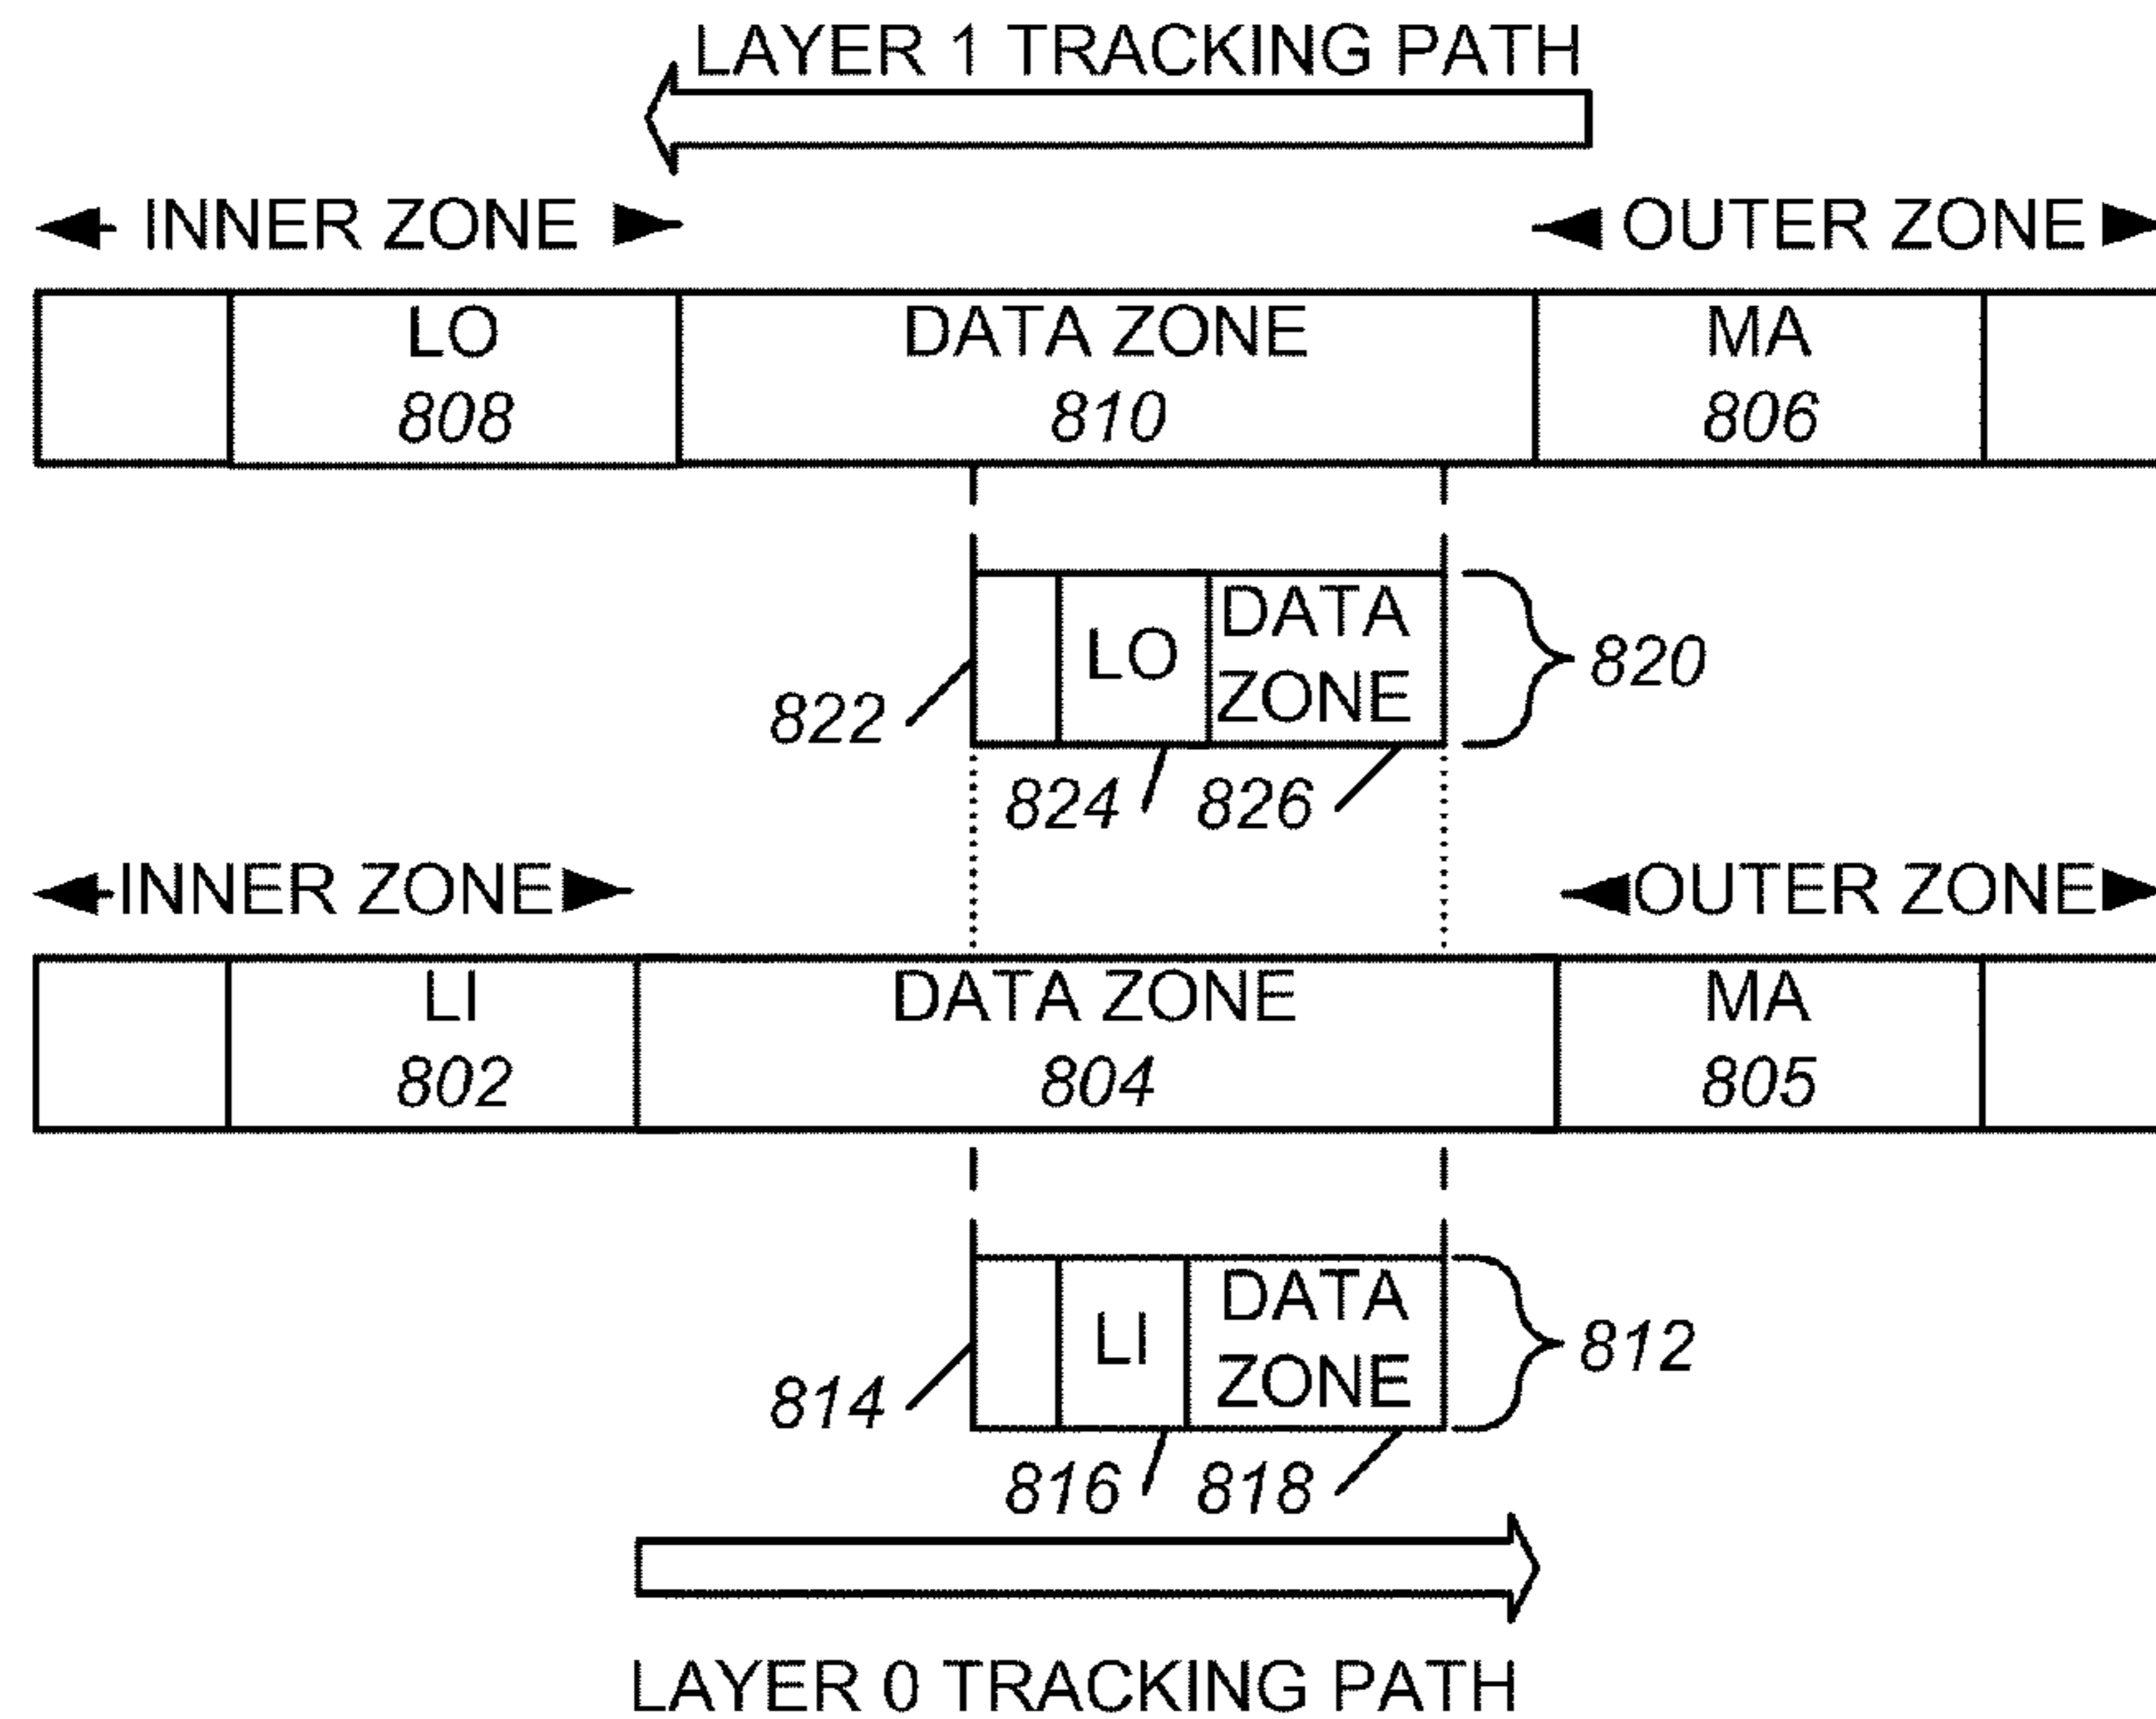 LAYER 1 TRACKING PATH
INNER ZONE
OUTER ZONE
LO
808
DATA ZONE
810
MA
806
LO
DATA
ZONE
820
822
824
826
INNER ZONE
OUTER ZONE
LI
802
DATA ZONE
804
MA
805
LI
DATA
ZONE
812
814
816
818
LAYER 0 TRACKING PATH